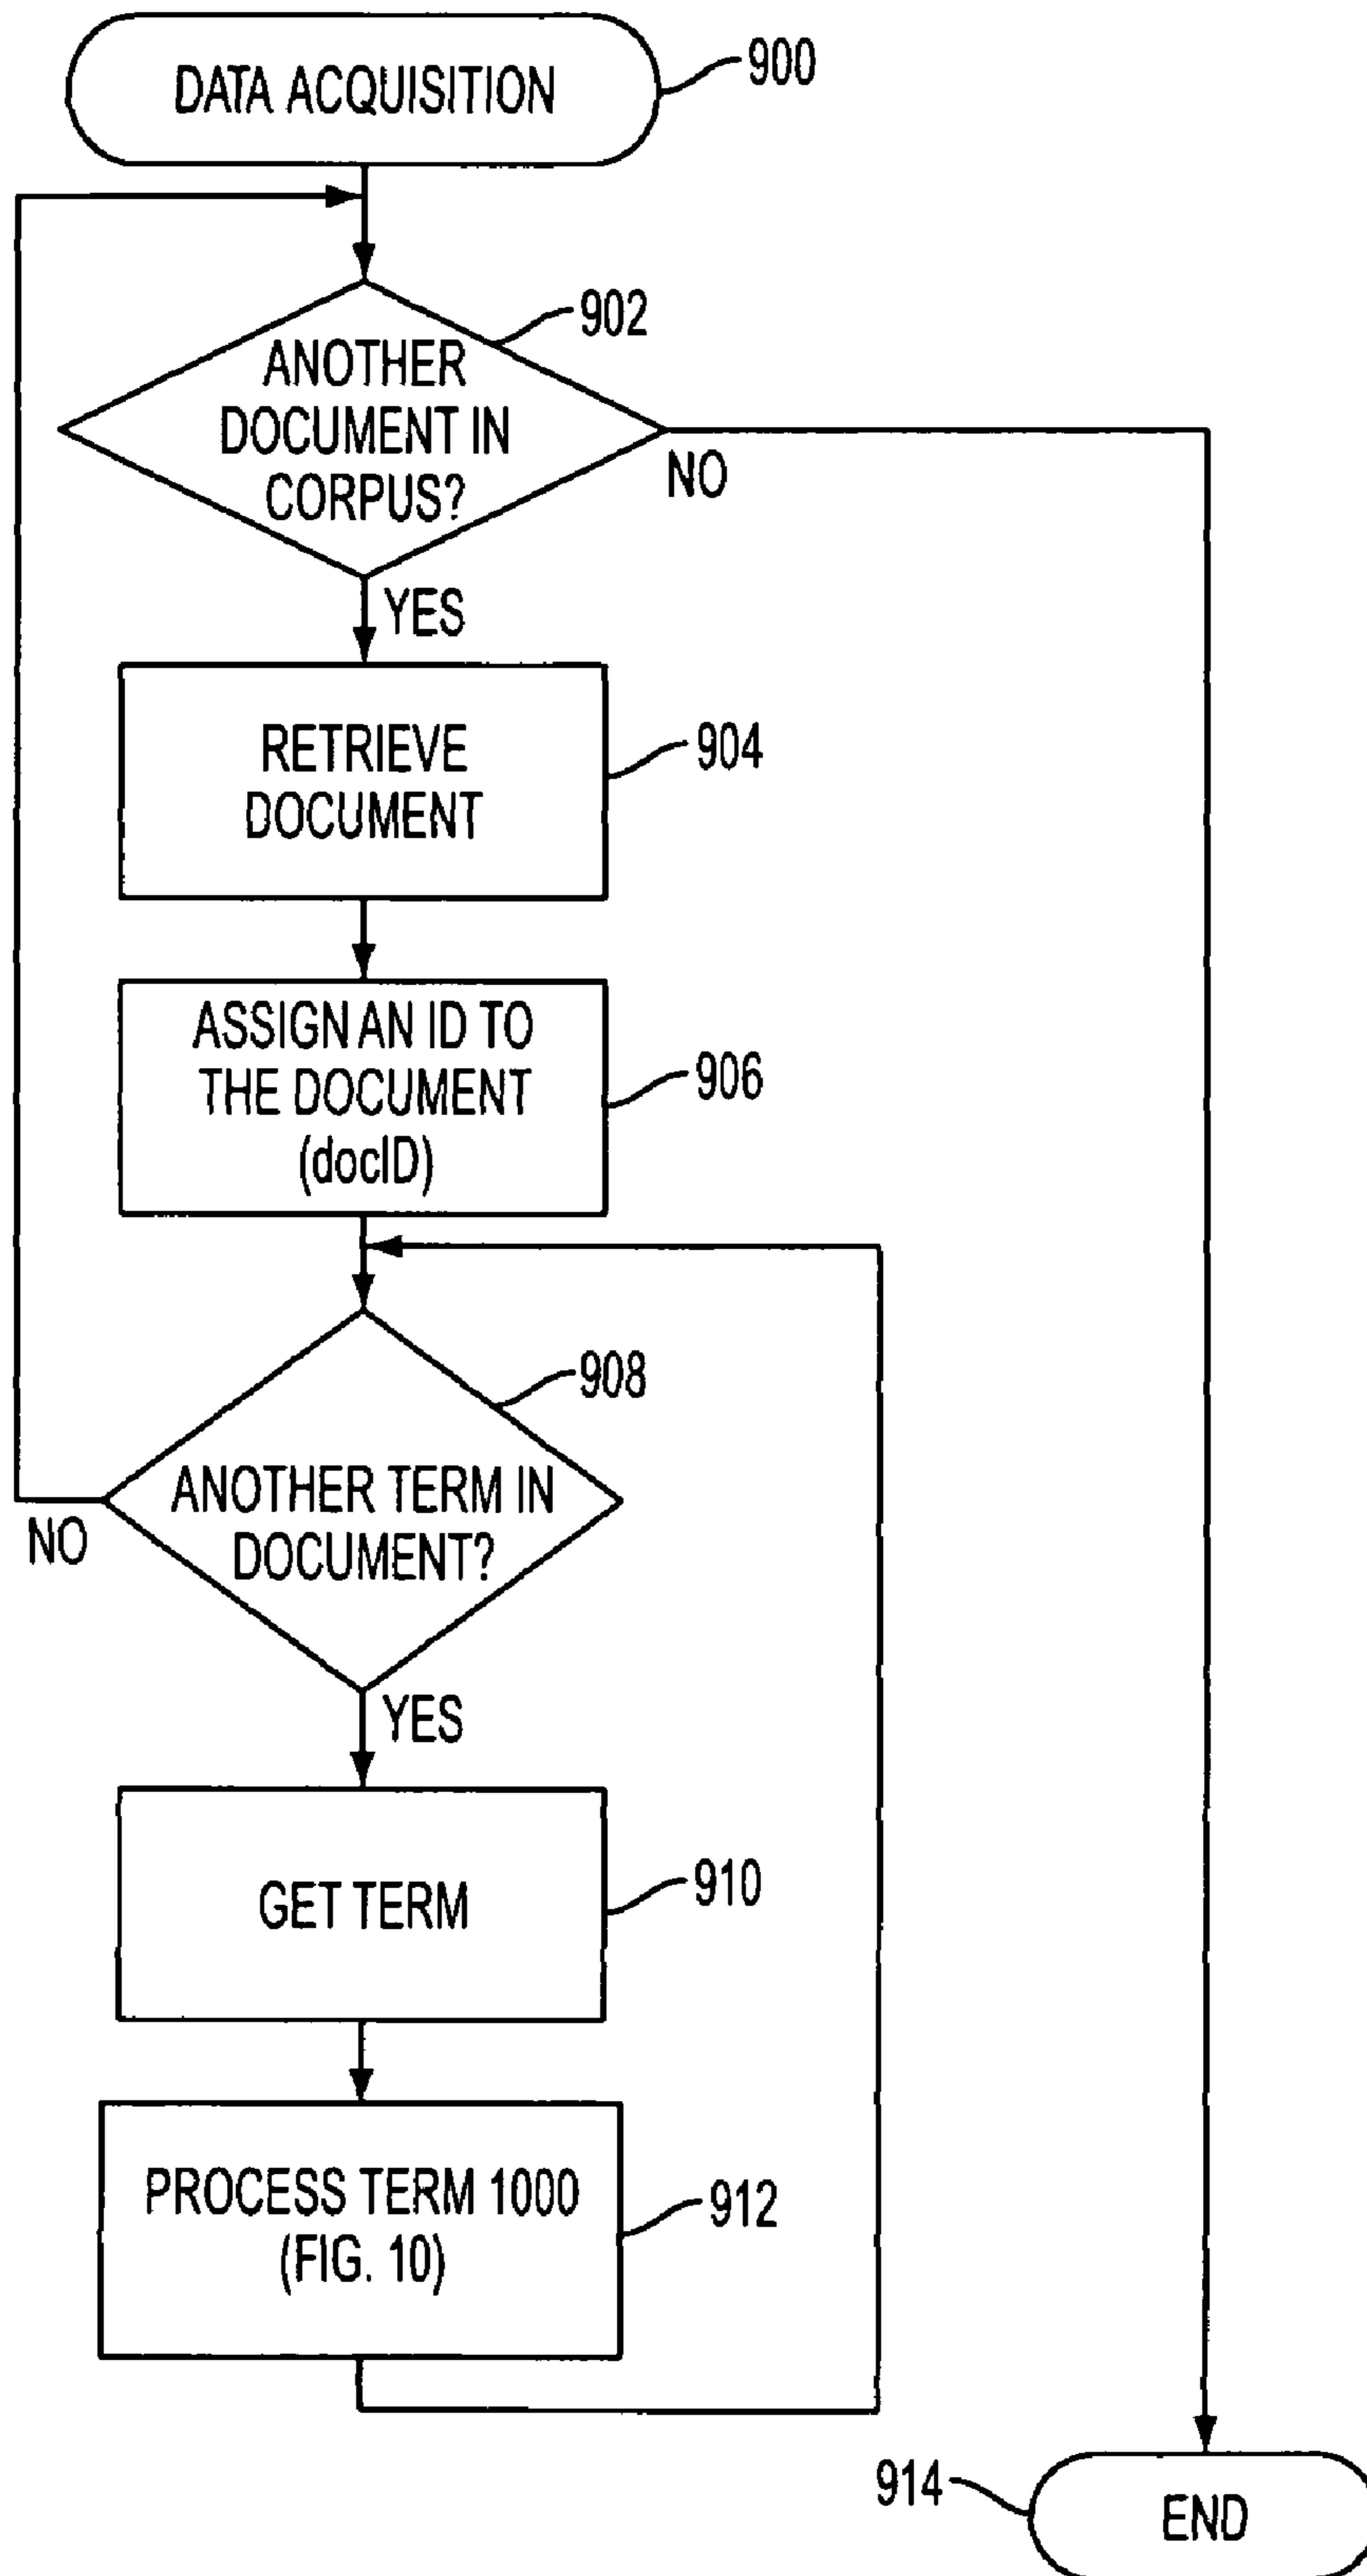 DATA ACQUISITION
900
902
ANOTHER
DOCUMENT IN
CORPUS?
NO
YES
RETRIEVE
DOCUMENT
904
ASSIGN AN ID TO
THE DOCUMENT
(docID)
906
908
ANOTHER TERM IN
DOCUMENT?
NO
YES
GET TERM
910
PROCESS TERM 1000
(FIG. 10)
912
914
END